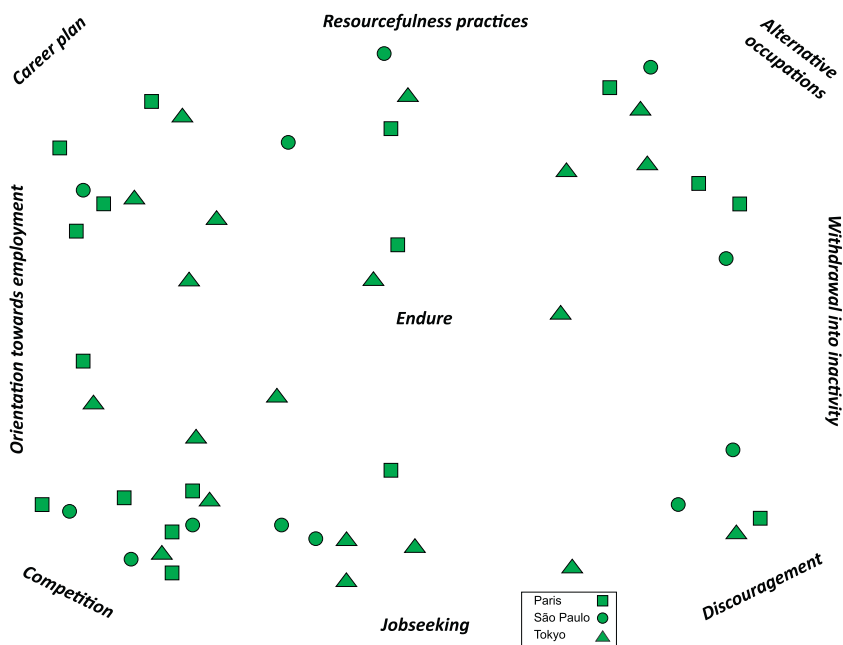 Resourcefulness practices
Career plan
Alternative
occupations
Orientation towards employment
Withdrawal into inactivity
Endure
Competition
Jobseeking
Discouragement
Paris
São Paulo
Tokyo